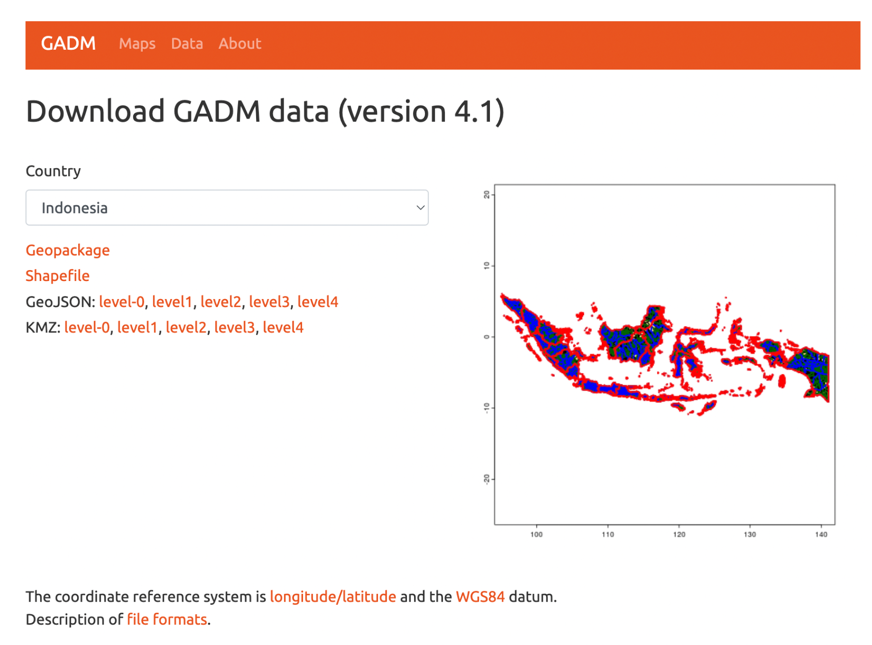 GADM Maps Data About
Download GADM data (version 4.1)
Country
Indonesia
Geopackage
Shapefile
GeoJSON: level-0, level1, level2, level3, level4
KMZ: level-0, level1, level2, level3, level4
20
10
0
-10
-20
100 110 120 130 140
The coordinate reference system is longitude/latitude and the WGS84 datum.
Description of file formats.